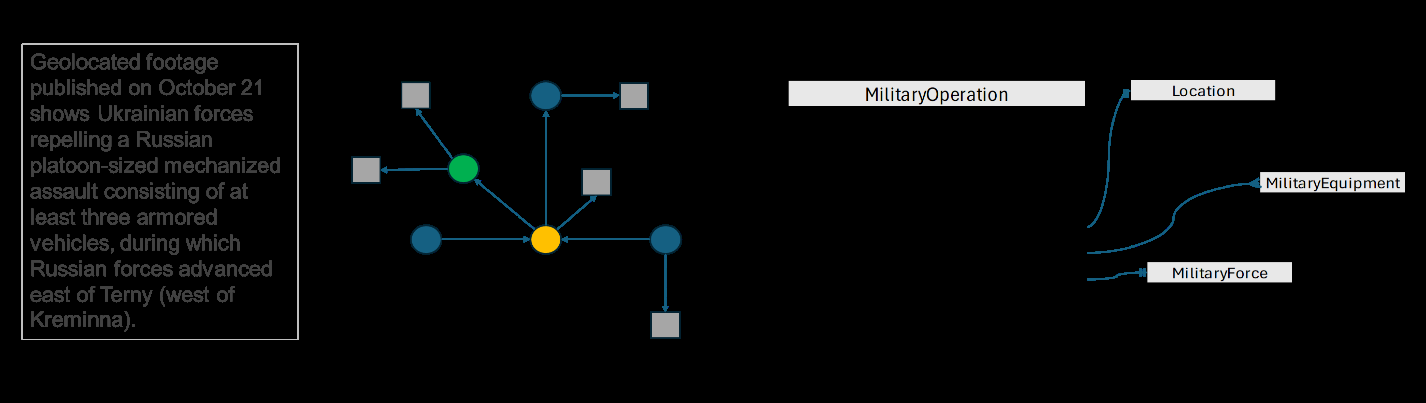 Geolocated footage
published on October 21
shows Ukrainian forces
repelling a Russian
platoon-sized mechanized
assault consisting of at
least three armored
vehicles, during which
Russian forces advanced
east of Terny (west of
Kreminna).
MilitaryOperation
Location
MilitaryEquipment
MilitaryForce